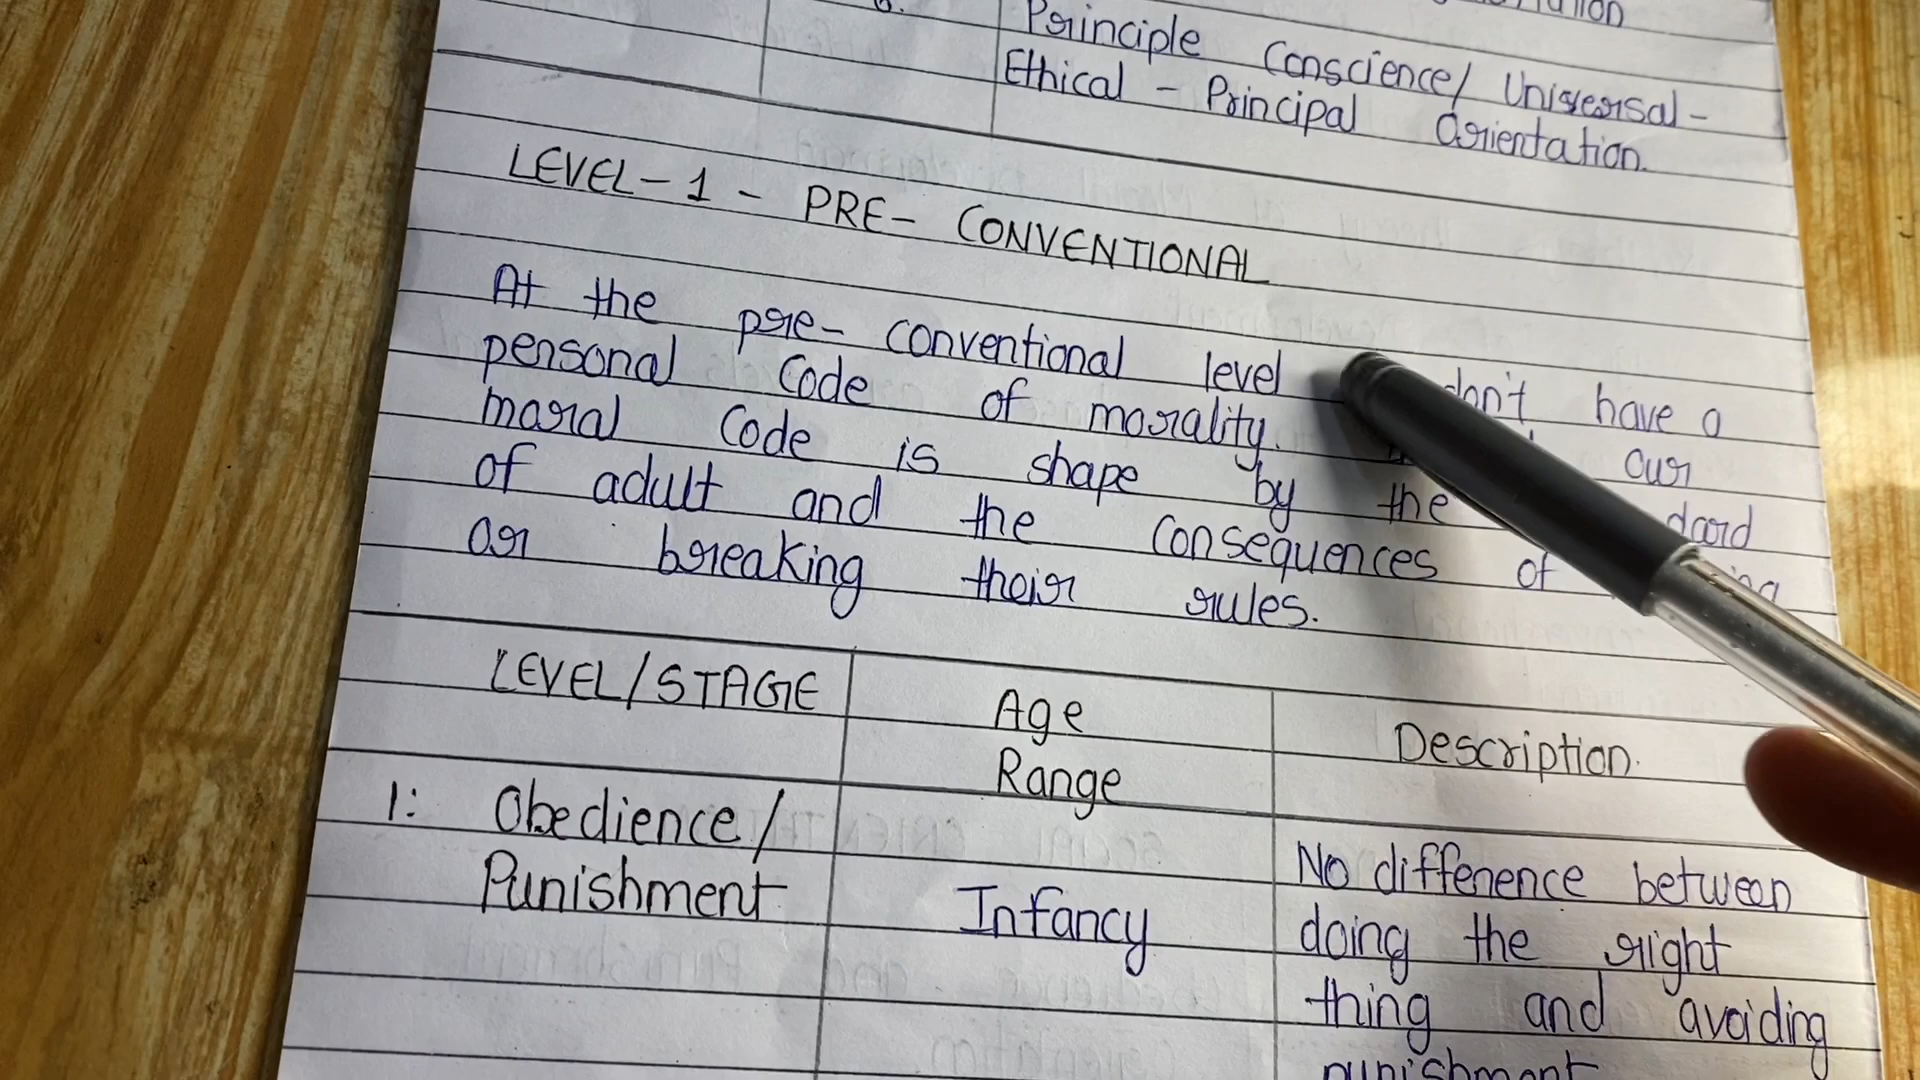 Principle Conscience/ Universal-
Ethical - Principal Orientation.
LEVEL-1 - PRE- CONVENTIONAL
At the pre- conventional level don't have a
personal Code of morality. our
moral Code is shape by the
of adult and the Consequences of
or breaking their rules.
LEVEL/STAGE Age Range Description.
1: Obedience/
Punishment
Infancy
No difference between
doing the right
thing and avoiding
punishment